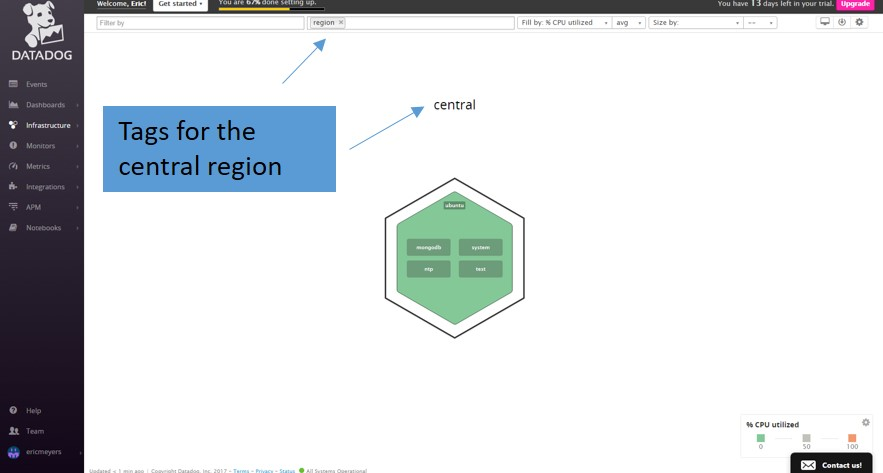 Welcome, Eric!
Get started
You are 67% done setting up.
You have 13 days left in your trial.
Upgrade
DATADOG
Filter by
region ×
Fill by: % CPU utilized
avg
Size by:
--
Events
Dashboards
Infrastructure
Monitors
Metrics
Integrations
APM
Notebooks
Tags for the
central region
central
ubuntu
mongodb
system
ntp
test
Help
Team
ericmeyers
% CPU utilized
0
50
100
Contact us!
Updated < 1 min ago | Copyright Datadog, Inc. 2017 - Terms - Privacy - Status All Systems Operational